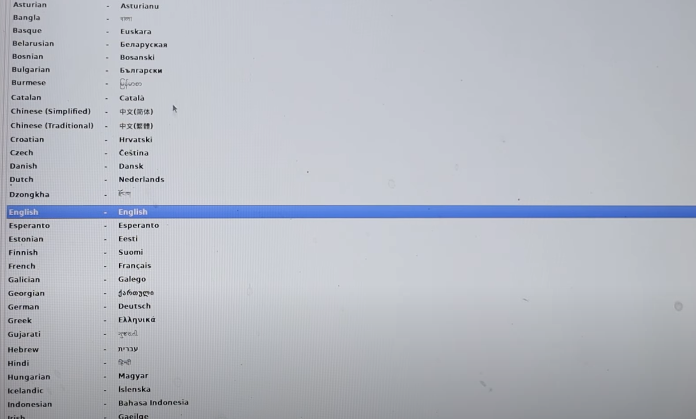 Asturian - Asturianu
Bangla - বাংলা
Basque - Euskara
Belarusian - Беларуская
Bosnian - Bosanski
Bulgarian - Български
Burmese -
Catalan - Català
Chinese (Simplified) - 中文(简体)
Chinese (Traditional) - 中文(繁體)
Croatian - Hrvatski
Czech - Čeština
Danish - Dansk
Dutch - Nederlands
Dzongkha -
English - English
Esperanto - Esperanto
Estonian - Eesti
Finnish - Suomi
French - Français
Galician - Galego
Georgian - ქართული
German - Deutsch
Greek - Ελληνικά
Gujarati - ગુજરાતી
Hebrew - עברית
Hindi - हिन्दी
Hungarian - Magyar
Icelandic - Íslenska
Indonesian - Bahasa Indonesia
Irish - Gaeilge